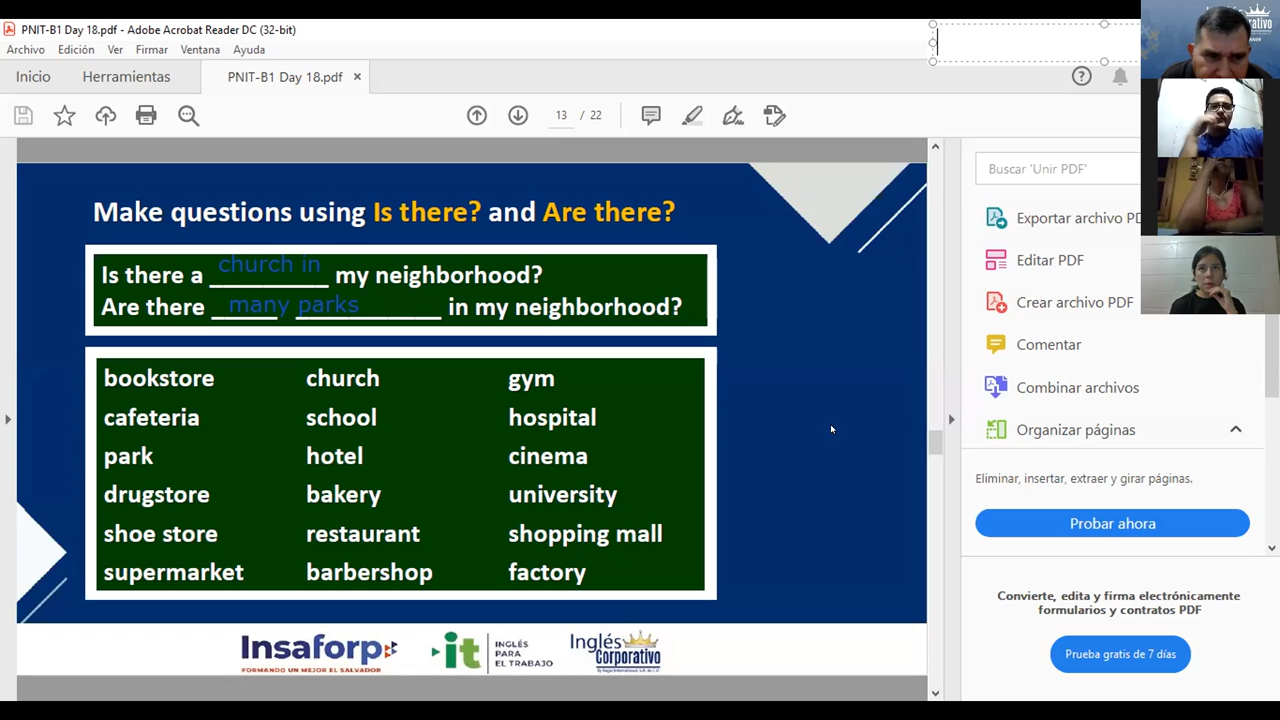 PNIT-B1 Day 18.pdf - Adobe Acrobat Reader DC (32-bit)
Archivo Edición Ver Firmar Ventana Ayuda
Inicio Herramientas PNIT-B1 Day 18.pdf ×
13 / 22
Make questions using Is there? and Are there?
Is there a church in my neighborhood?
Are there many parks in my neighborhood?
bookstore church gym
cafeteria school hospital
park hotel cinema
drugstore bakery university
shoe store restaurant shopping mall
supermarket barbershop factory
Insaforp
FORMANDO UN MEJOR EL SALVADOR
it INGLÉS PARA EL TRABAJO
Inglés Corporativo
Buscar 'Unir PDF'
Exportar archivo PD
Editar PDF
Crear archivo PDF
Comentar
Combinar archivos
Organizar páginas
Eliminar, insertar, extraer y girar páginas.
Probar ahora
Convierte, edita y firma electrónicamente
formularios y contratos PDF
Prueba gratis de 7 días